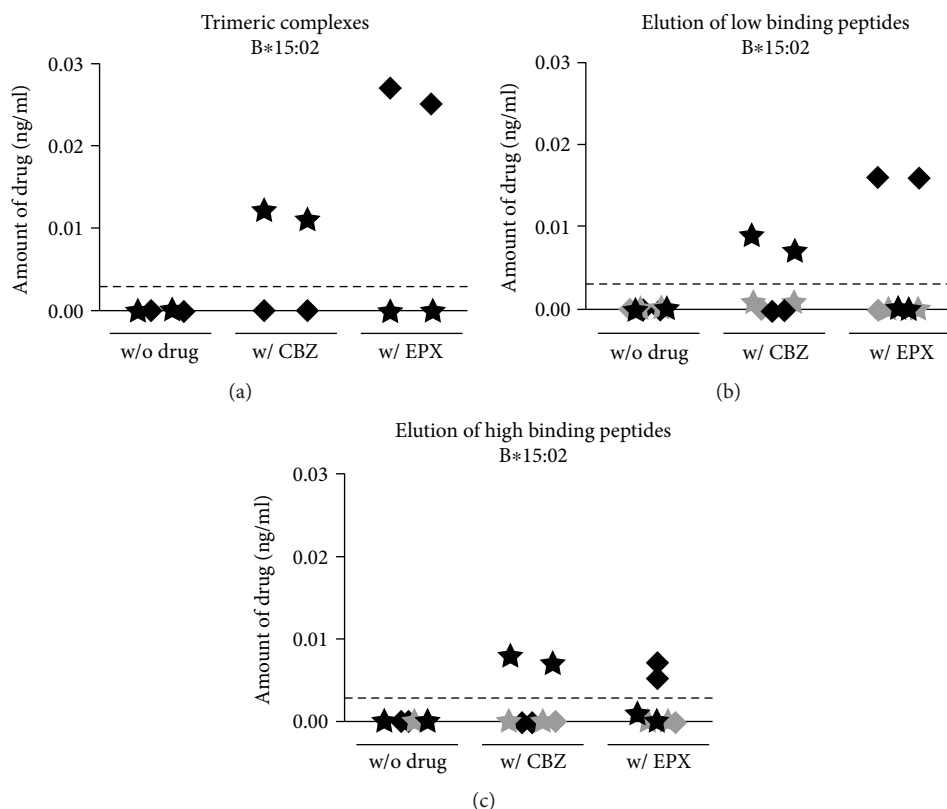 Trimeric complexes
B*15:02
Amount of drug (ng/ml)
0.03
0.02
0.01
0.00
w/o drug
w/ CBZ
w/ EPX
(a)
Elution of low binding peptides
B*15:02
Amount of drug (ng/ml)
0.03
0.02
0.01
0.00
w/o drug
w/ CBZ
w/ EPX
(b)
Elution of high binding peptides
B*15:02
Amount of drug (ng/ml)
0.03
0.02
0.01
0.00
w/o drug
w/ CBZ
w/ EPX
(c)